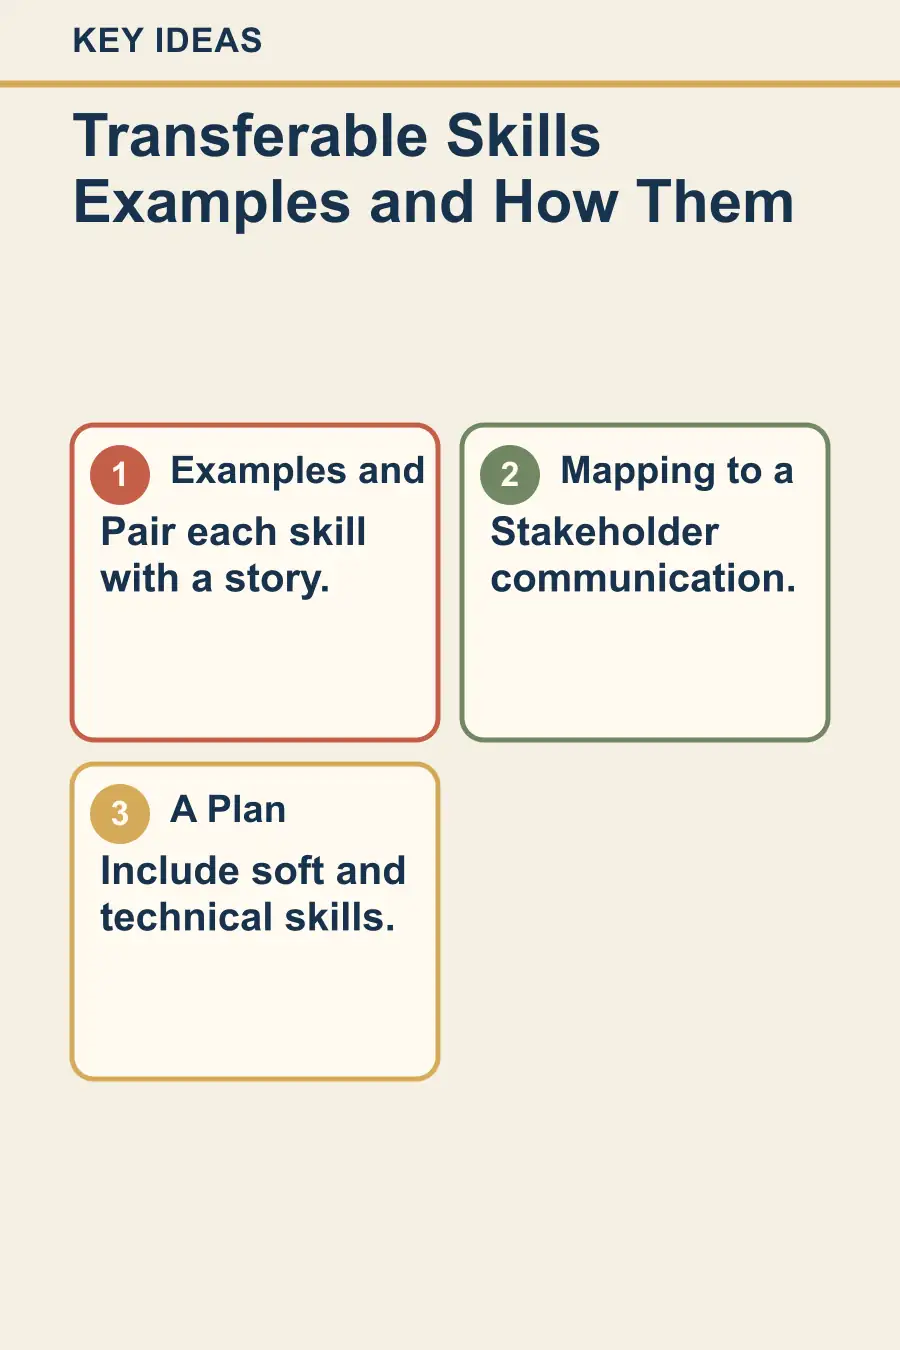 KEY IDEAS
Transferable Skills
Examples and How Them
1 Examples and
Pair each skill
with a story.
2 Mapping to a
Stakeholder
communication.
3 A Plan
Include soft and
technical skills.